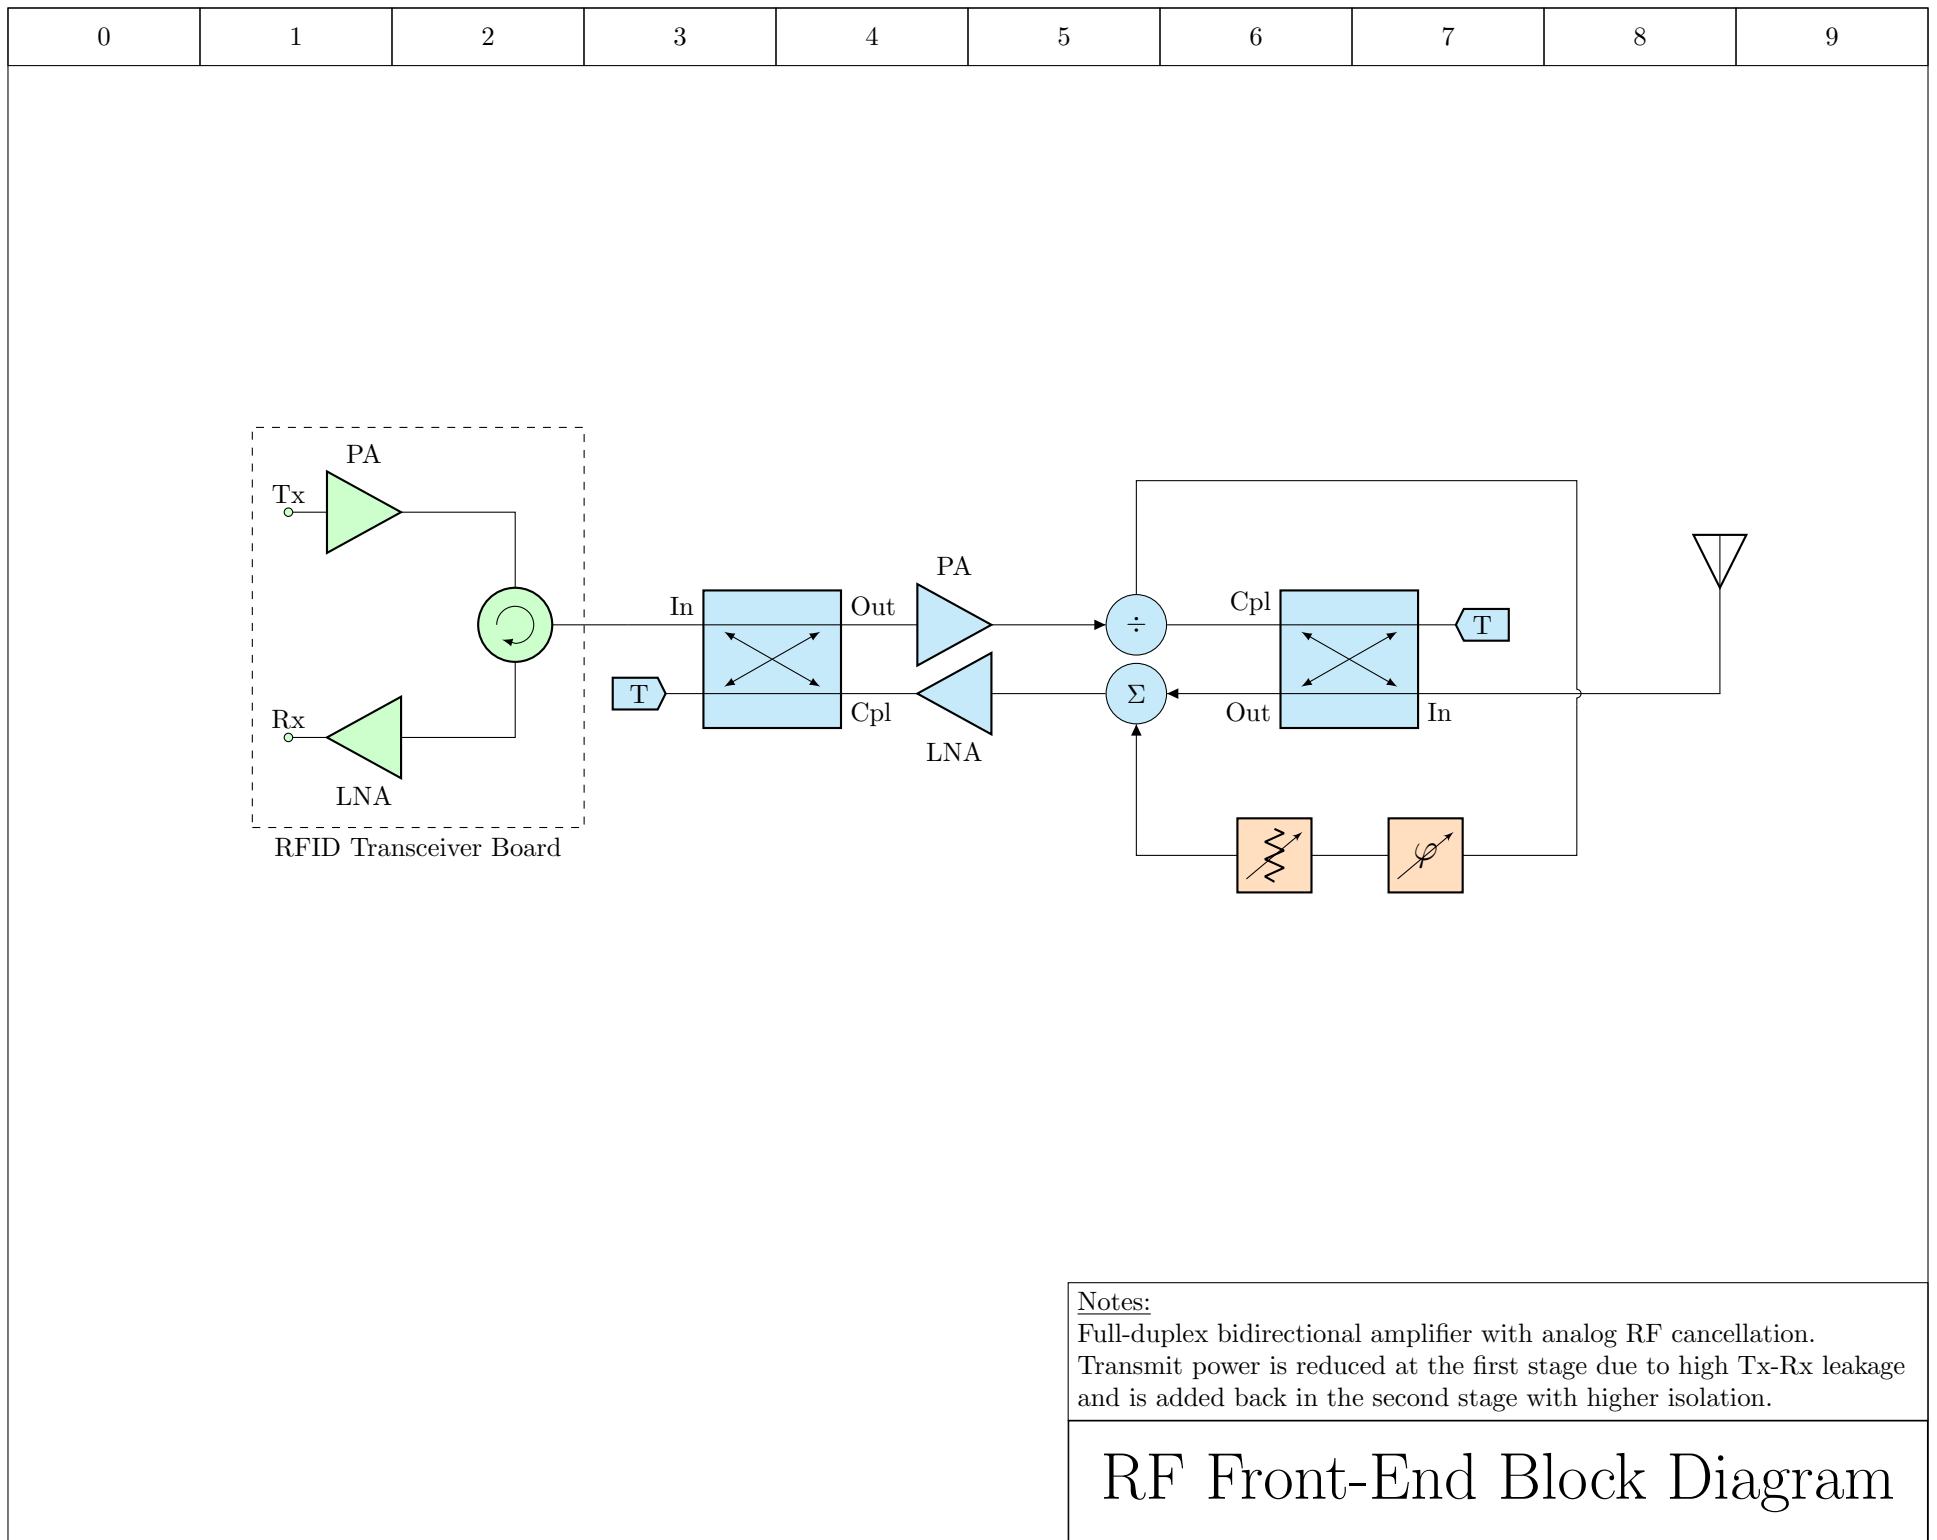 0 1 2 3 4 5 6 7 8 9
PA
Tx
PA
Cpl
In
Out
÷
T
T
Σ
Rx
Cpl
Out
In
LNA
LNA
φ
RFID Transceiver Board
Notes:
Full-duplex bidirectional amplifier with analog RF cancellation.
Transmit power is reduced at the first stage due to high Tx-Rx leakage
and is added back in the second stage with higher isolation.
RF Front-End Block Diagram